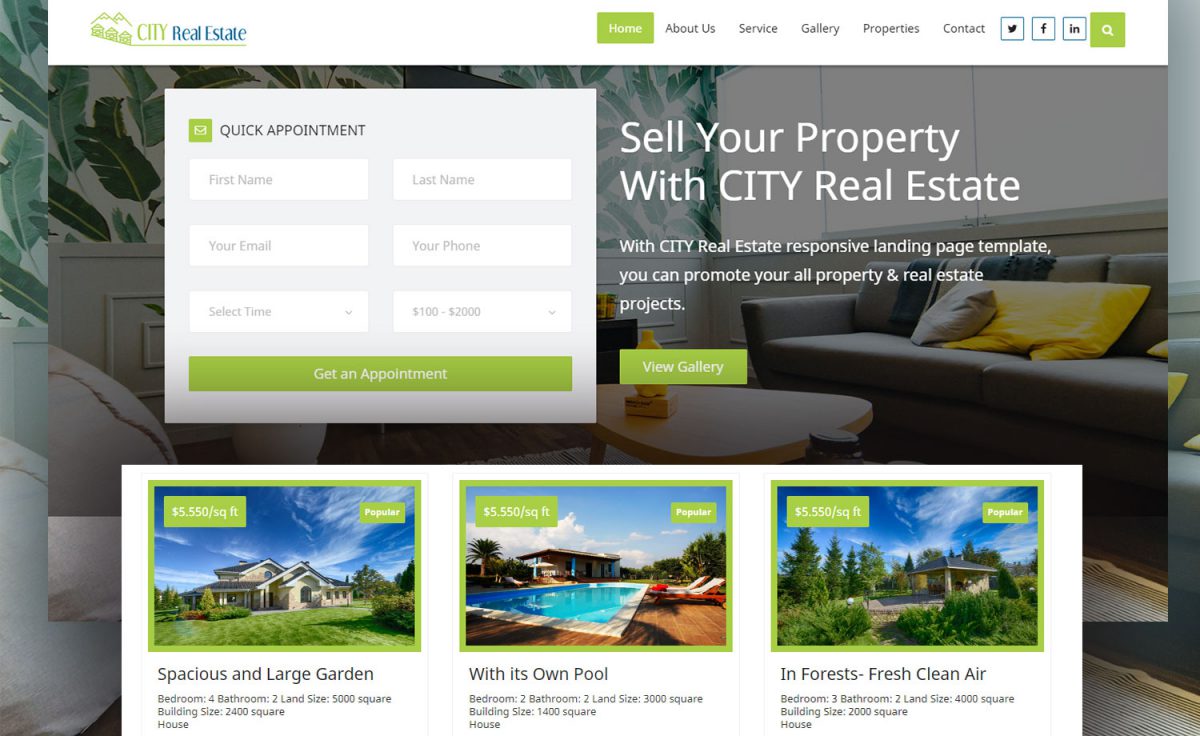 CITY Real Estate
Home
About Us
Service
Gallery
Properties
Contact
QUICK APPOINTMENT
First Name
Last Name
Your Email
Your Phone
Select Time
$100 - $2000
Get an Appointment
Sell Your Property
With CITY Real Estate
With CITY Real Estate responsive landing page template,
you can promote your all property & real estate
projects.
View Gallery
$5.550/sq ft
Popular
Spacious and Large Garden
Bedroom: 4 Bathroom: 2 Land Size: 5000 square
Building Size: 2400 square
House
$5.550/sq ft
Popular
With its Own Pool
Bedroom: 2 Bathroom: 2 Land Size: 3000 square
Building Size: 1400 square
House
$5.550/sq ft
Popular
In Forests- Fresh Clean Air
Bedroom: 3 Bathroom: 2 Land Size: 4000 square
Building Size: 2000 square
House